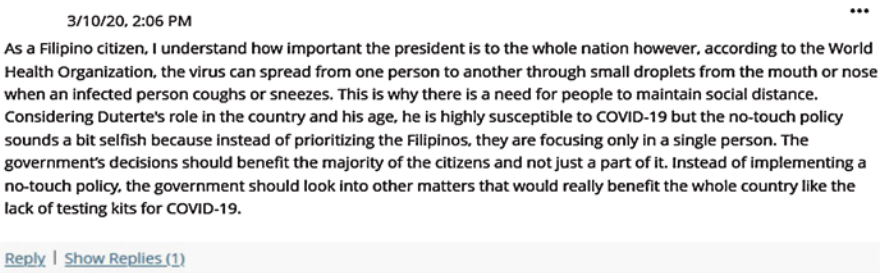 3/10/20, 2:06 PM
As a Filipino citizen, I understand how important the president is to the whole nation however, according to the World
Health Organization, the virus can spread from one person to another through small droplets from the mouth or nose
when an infected person coughs or sneezes. This is why there is a need for people to maintain social distance.
Considering Duterte's role in the country and his age, he is highly susceptible to COVID-19 but the no-touch policy
sounds a bit selfish because instead of prioritizing the Filipinos, they are focusing only in a single person. The
government's decisions should benefit the majority of the citizens and not just a part of it. Instead of implementing a
no-touch policy, the government should look into other matters that would really benefit the whole country like the
lack of testing kits for COVID-19.
Reply | Show Replies (1)